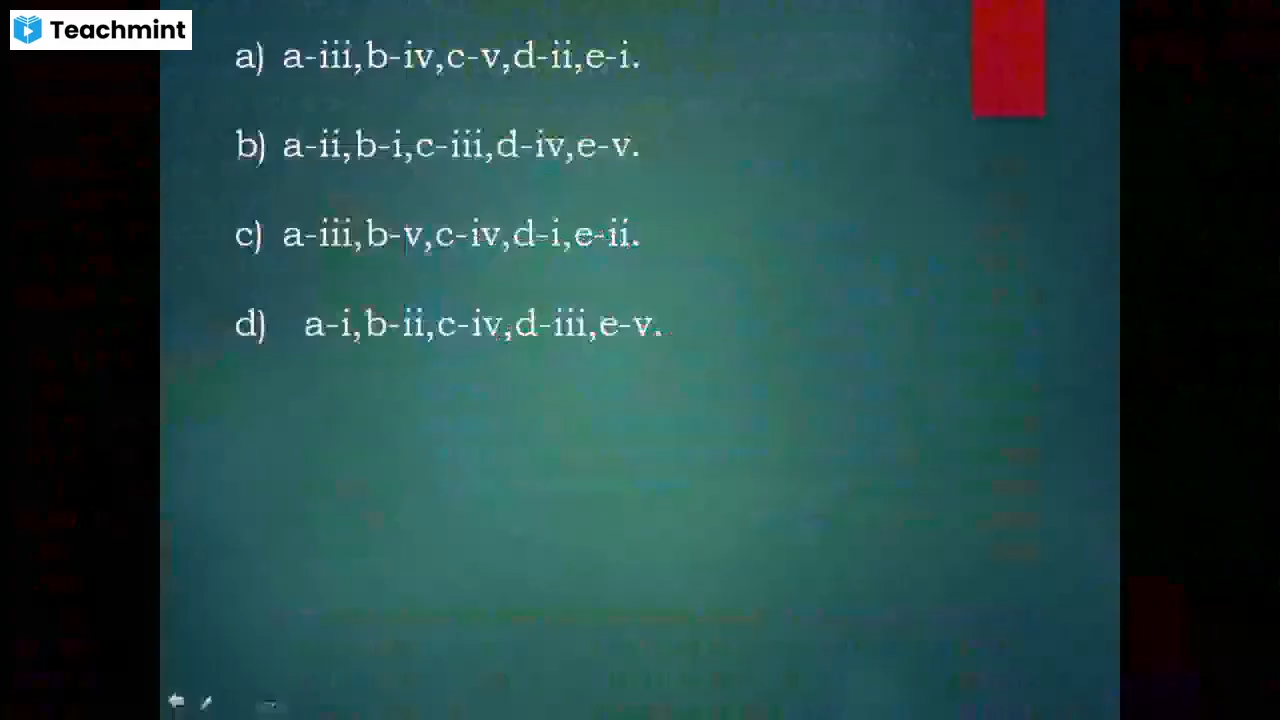 Teachmint
a) a-iii,b-iv,c-v,d-ii,e-i.
b) a-ii,b-i,c-iii,d-iv,e-v.
c) a-iii,b-v,c-iv,d-i,e-ii.
d) a-i,b-ii,c-iv,d-iii,e-v.